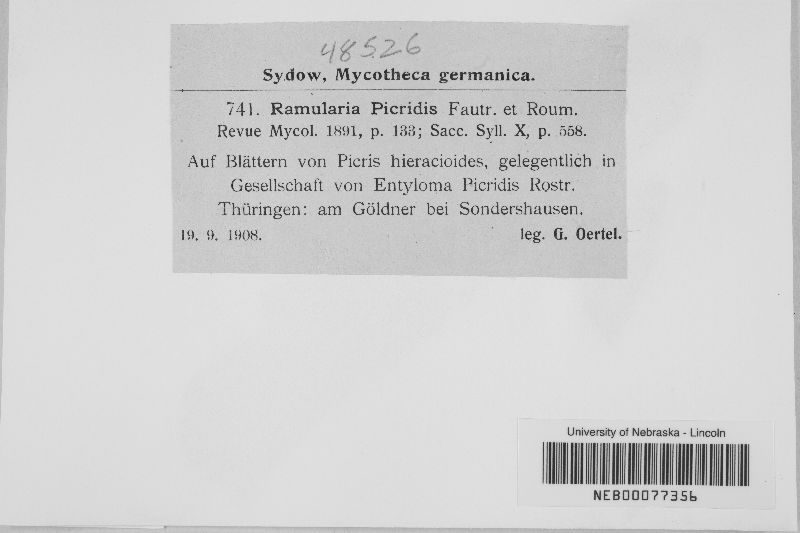 48526
Sydow, Mycotheca germanica.
741. Ramularia Picridis Fautr. et Roum.
Revue Mycol. 1891, p. 133; Sacc. Syll. X, p. 558.
Auf Blättern von Picris hieracioides, gelegentlich in
Gesellschaft von Entyloma Picridis Rostr.
Thüringen: am Göldner bei Sondershausen.
19. 9. 1908. leg. G. Oertel.
University of Nebraska - Lincoln
NEB00077356